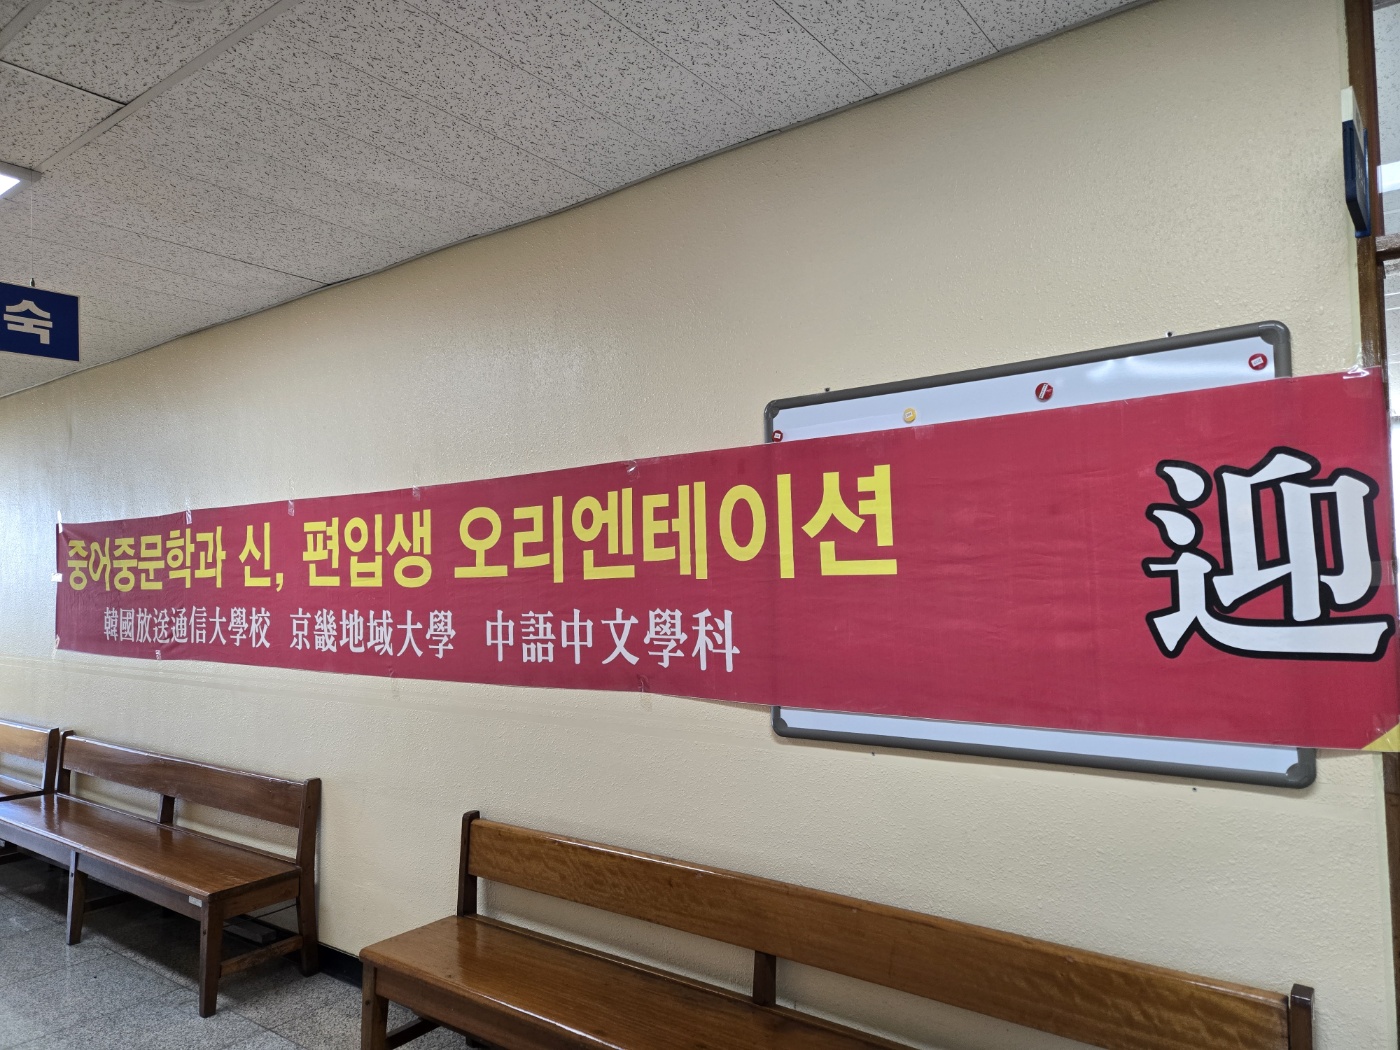 숙
중어중문학과 신, 편입생 오리엔테이션
韓國放送通信大學校 京畿地域大學 中語中文學科
迎